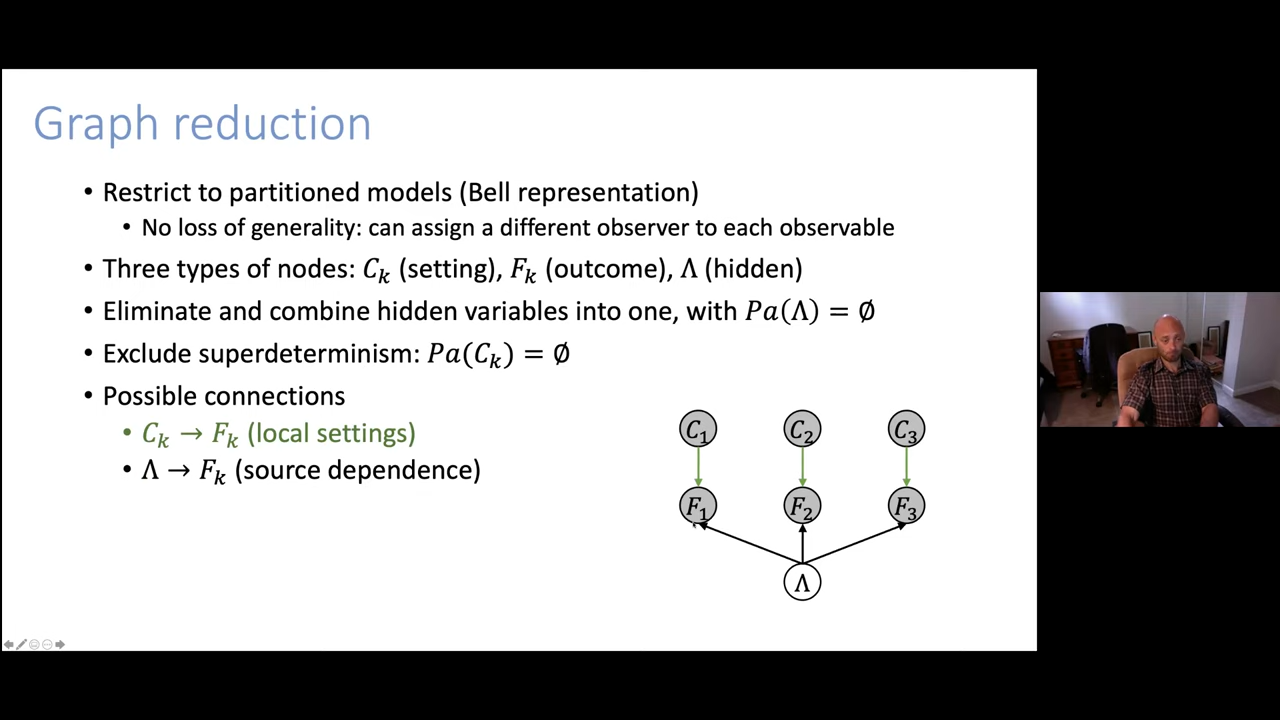 Graph reduction
• Restrict to partitioned models (Bell representation)
• No loss of generality: can assign a different observer to each observable
• Three types of nodes: Cₖ (setting), Fₖ (outcome), Λ (hidden)
• Eliminate and combine hidden variables into one, with Pa(Λ) = ∅
• Exclude superdeterminism: Pa(Cₖ) = ∅
• Possible connections
• Cₖ → Fₖ (local settings)
• Λ → Fₖ (source dependence)
C₁ C₂ C₃
F₁ F₂ F₃
Λ